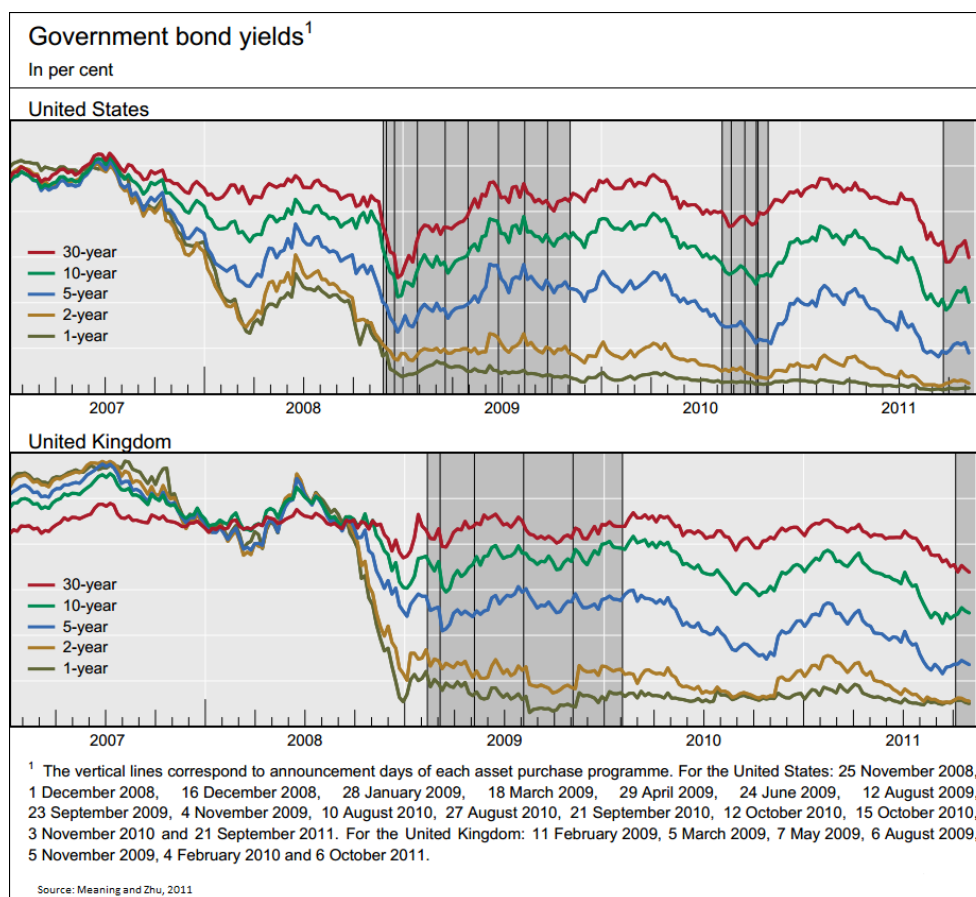 Government bond yields1
In per cent
United States
30-year
10-year
5-year
2-year
1-year
2007 2008 2009 2010 2011
United Kingdom
30-year
10-year
5-year
2-year
1-year
2007 2008 2009 2010 2011
1 The vertical lines correspond to announcement days of each asset purchase programme. For the United States: 25 November 2008,
1 December 2008, 16 December 2008, 28 January 2009, 18 March 2009, 29 April 2009, 24 June 2009, 12 August 2009,
23 September 2009, 4 November 2009, 10 August 2010, 27 August 2010, 21 September 2010, 12 October 2010, 15 October 2010,
3 November 2010 and 21 September 2011. For the United Kingdom: 11 February 2009, 5 March 2009, 7 May 2009, 6 August 2009,
5 November 2009, 4 February 2010 and 6 October 2011.
Source: Meaning and Zhu, 2011